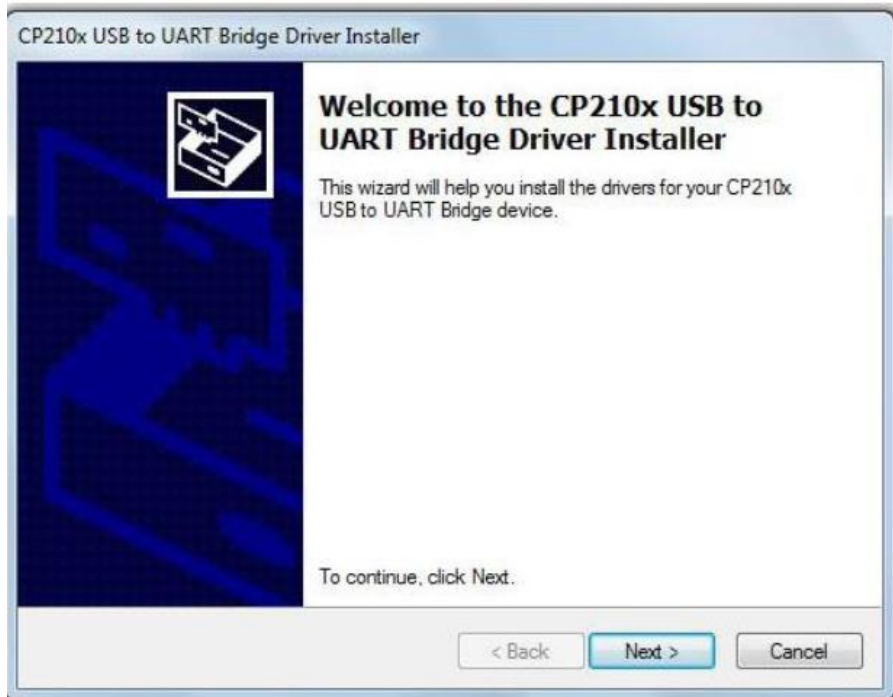 CP210x USB to UART Bridge Driver Installer
Welcome to the CP210x USB to
UART Bridge Driver Installer
This wizard will help you install the drivers for your CP210x
USB to UART Bridge device.
To continue, click Next.
< Back
Next >
Cancel